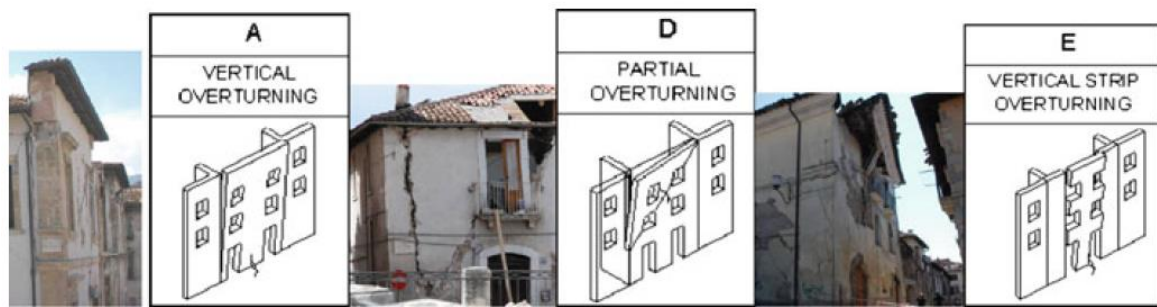 A
VERTICAL
OVERTURNING
D
PARTIAL
OVERTURNING
E
VERTICAL STRIP
OVERTURNING